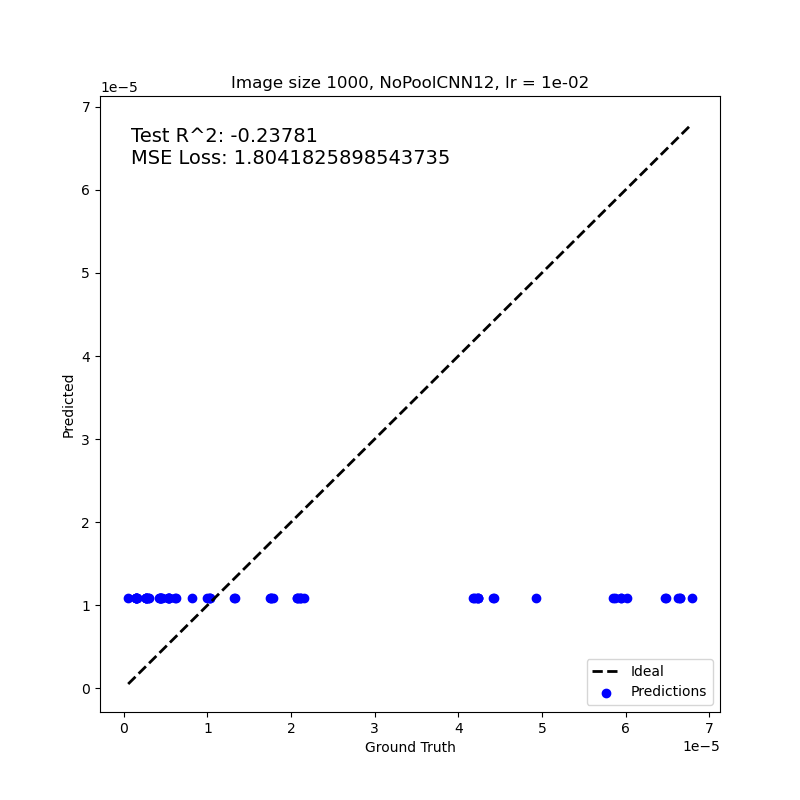 Image size 1000, NoPoolCNN12, lr = 1e-02
1e−5
Test R^2: -0.23781
MSE Loss: 1.8041825898543735
7
6
5
4
3
2
1
0
Predicted
Ideal
Predictions
0 1 2 3 4 5 6 7
Ground Truth
1e−5